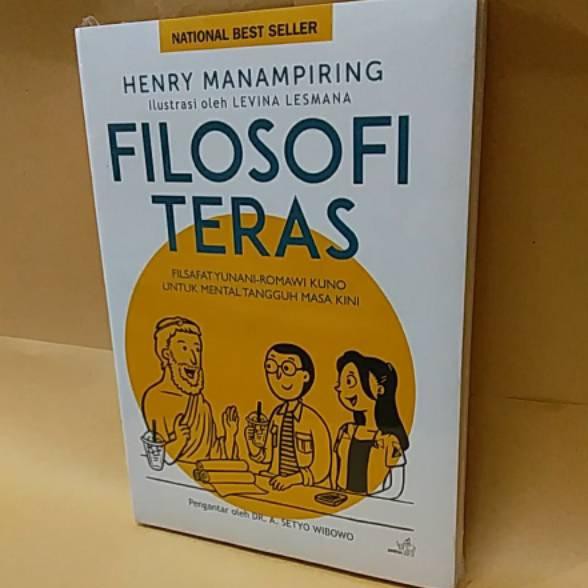 NATIONAL BEST SELLER
HENRY MANAMPIRING
Ilustrasi oleh LEVINA LESMANA
FILOSOFI
TERAS
FILSAFAT YUNANI-ROMAWI KUNO
UNTUK MENTAL TANGGUH MASA KINI
Pengantar oleh DR. A. SETYO WIBOWO